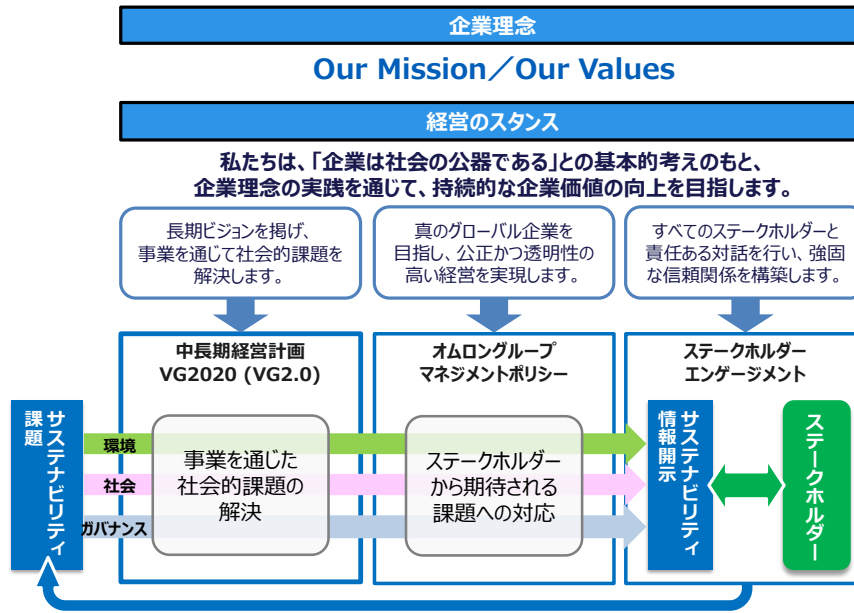 企業理念
Our Mission／Our Values
経営のスタンス
私たちは、「企業は社会の公器である」との基本的考えのもと、
企業理念の実践を通じて、持続的な企業価値の向上を目指します。
長期ビジョンを掲げ、
事業を通じて社会的課題を
解決します。
真のグローバル企業を
目指し、公正かつ透明性の
高い経営を実現します。
すべてのステークホルダーと
責任ある対話を行い、強固
な信頼関係を構築します。
中長期経営計画
VG2020 (VG2.0)
オムロングループ
マネジメントポリシー
ステークホルダー
エンゲージメント
サステナビリティ
課題
環境
社会
ガバナンス
事業を通じた
社会的課題の
解決
ステークホルダー
から期待される
課題への対応
サステナビリティ
情報開示
ステークホルダー